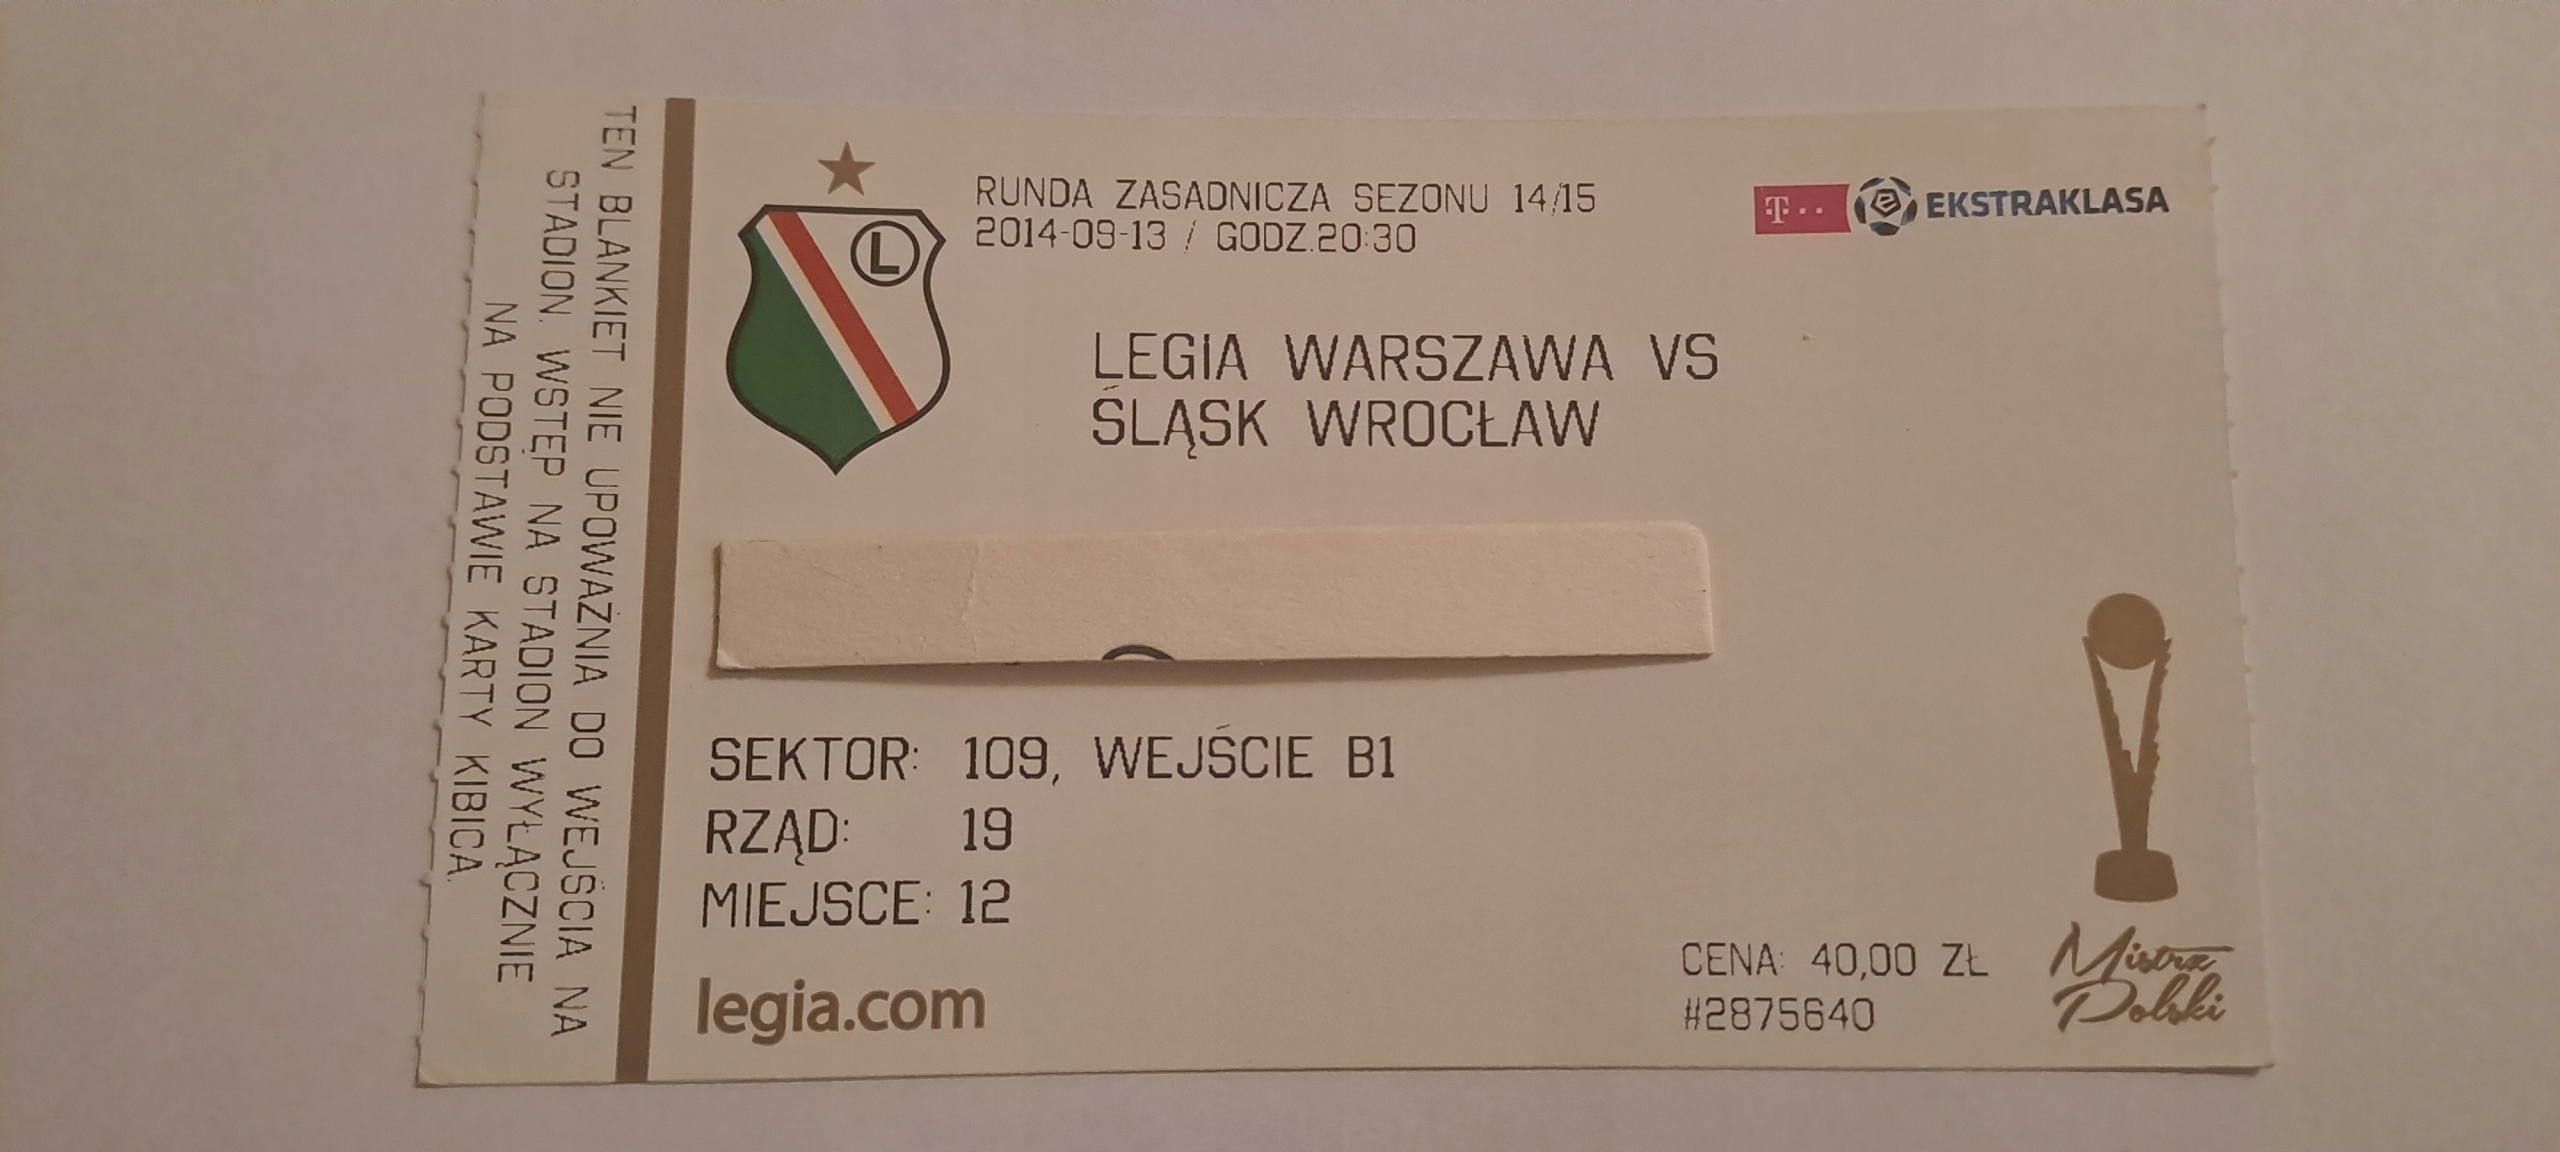 TEN BLANKIET NIE UPOWAŻNIA DO WEJŚCIA NA
STADION. WSTĘP NA STADION WYŁĄCZNIE
NA PODSTAWIE KARTY KIBICA.
L
RUNDA ZASADNICZA SEZONU 14/15
2014-09-13 / GODZ.20:30
T·· EKSTRAKLASA
LEGIA WARSZAWA VS
ŚLĄSK WROCŁAW
SEKTOR: 109, WEJŚCIE B1
RZĄD: 19
MIEJSCE: 12
legia.com
CENA: 40,00 ZŁ
#2875640
Mistrz
Polski